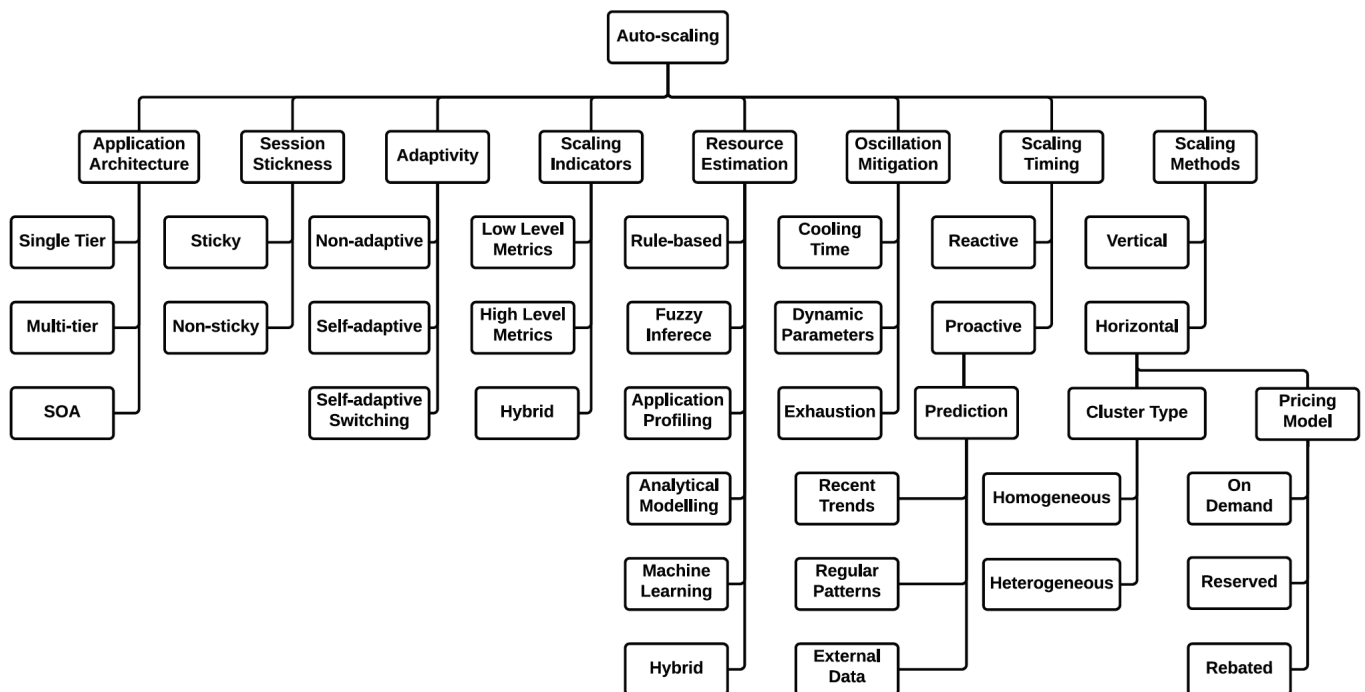 Auto-scaling
Application
Architecture
Session
Stickness
Adaptivity
Scaling
Indicators
Resource
Estimation
Oscillation
Mitigation
Scaling
Timing
Scaling
Methods
Single Tier
Sticky
Non-adaptive
Low Level
Metrics
Rule-based
Cooling
Time
Reactive
Vertical
Multi-tier
Non-sticky
Self-adaptive
High Level
Metrics
Fuzzy
Inferece
Dynamic
Parameters
Proactive
Horizontal
SOA
Self-adaptive
Switching
Hybrid
Application
Profiling
Exhaustion
Prediction
Cluster Type
Pricing
Model
Analytical
Modelling
Recent
Trends
Homogeneous
On
Demand
Machine
Learning
Regular
Patterns
Heterogeneous
Reserved
Hybrid
External
Data
Rebated